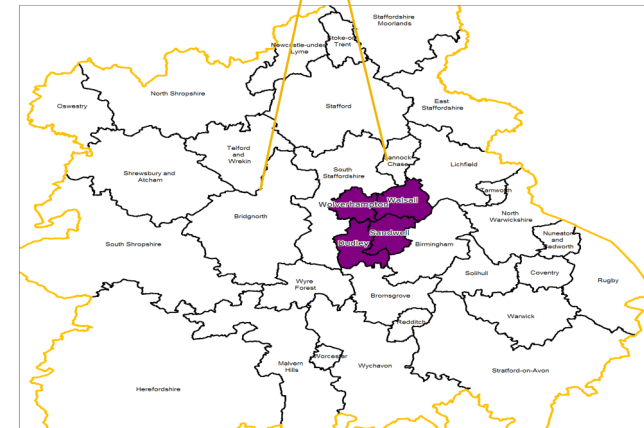 Staffordshire
Moorlands
Newcastle-under
Lyme
Stoke-on
Trent
Oswestry
North Shropshire
Stafford
East
Staffordshire
Telford
and
Wrekin
Shrewsbury and
Atcham
South
Staffordshire
Cannock
Chase
Lichfield
Tamworth
Wolverhampton
Walsall
North
Warwickshire
Bridgnorth
Sandwell
Dudley
Birmingham
Nuneaton
and
Bedworth
South Shropshire
Solihull
Coventry
Rugby
Wyre
Forest
Bromsgrove
Redditch
Warwick
Worcester
Malvern
Hills
Wychavon
Stratford-on-Avon
Herefordshire